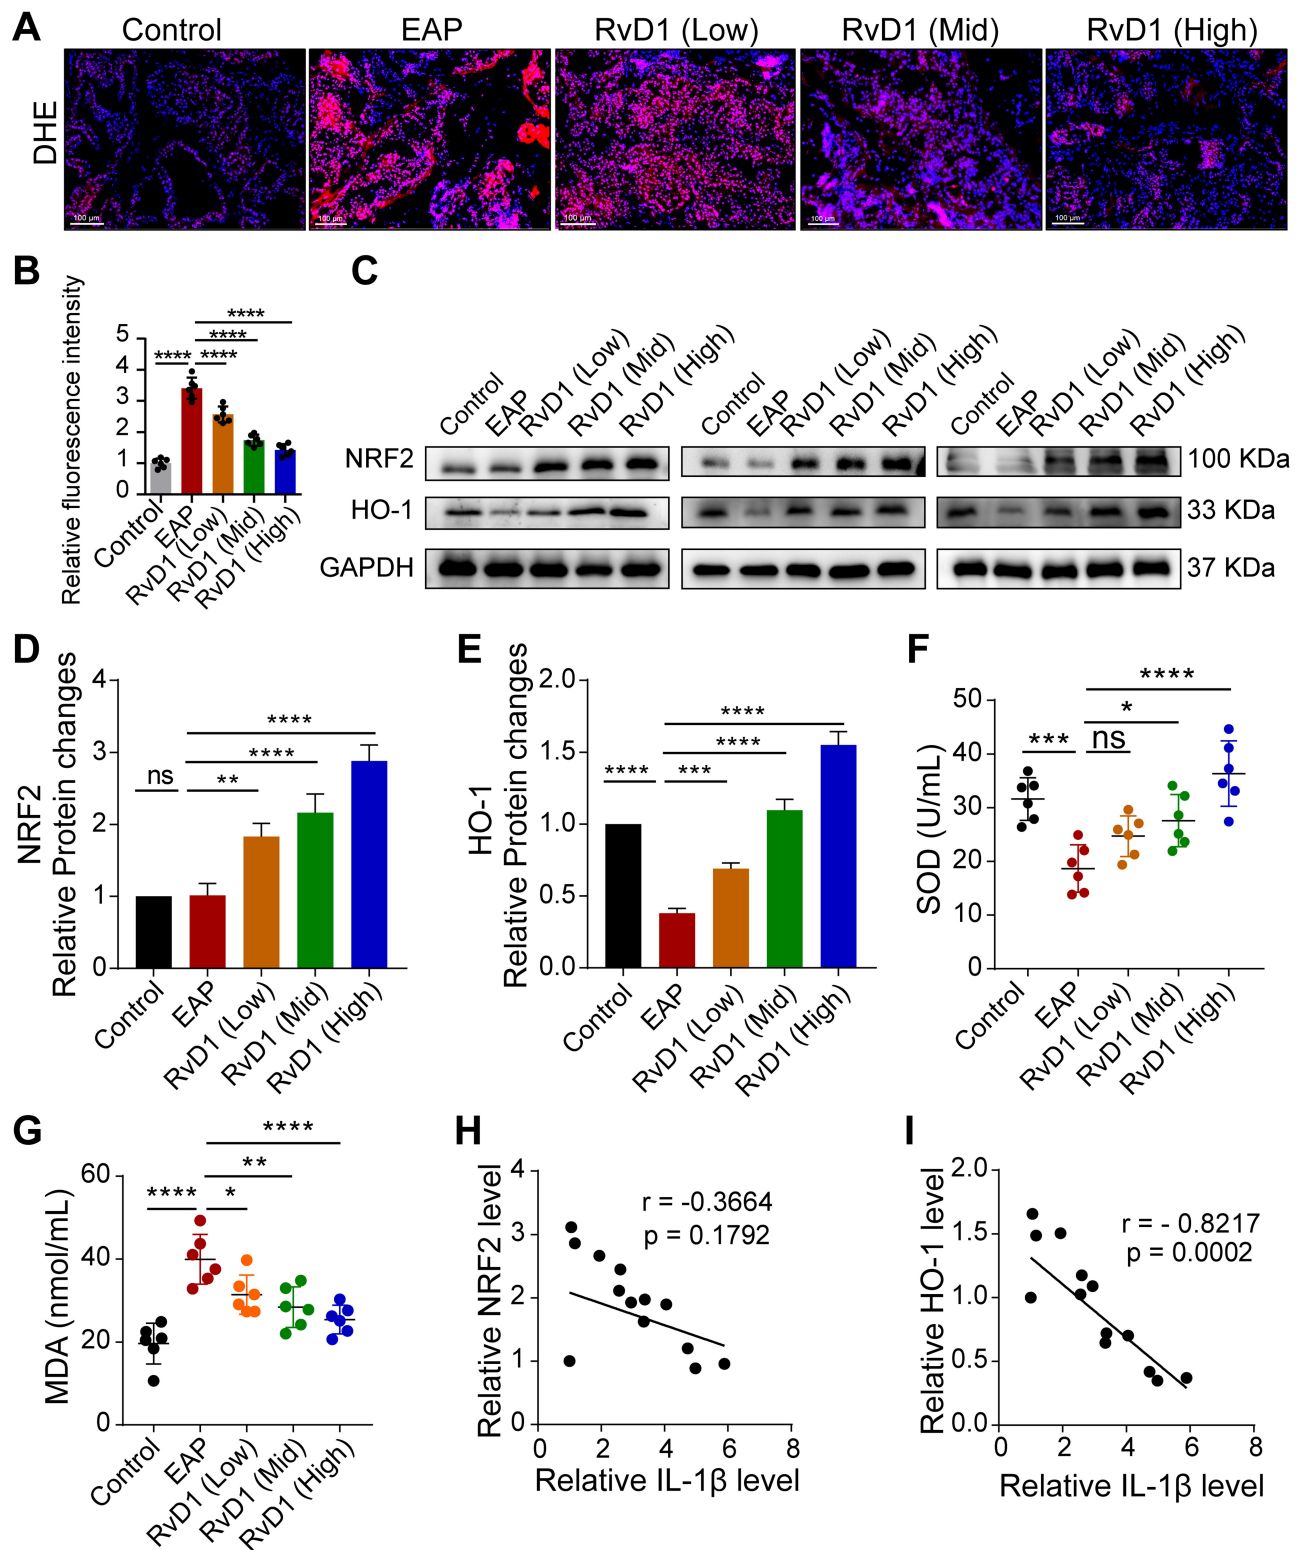 A
Control
EAP
RvD1 (Low)
RvD1 (Mid)
RvD1 (High)
DHE
100 μm
100 μm
100 μm
100 μm
100 μm
B
Relative fluorescence intensity
5
4
3
2
1
0
****
****
****
****
Control
EAP
RvD1 (Low)
RvD1 (Mid)
RvD1 (High)
C
Control
EAP
RvD1 (Low)
RvD1 (Mid)
RvD1 (High)
Control
EAP
RvD1 (Low)
RvD1 (Mid)
RvD1 (High)
Control
EAP
RvD1 (Low)
RvD1 (Mid)
RvD1 (High)
NRF2
100 KDa
HO-1
33 KDa
GAPDH
37 KDa
D
NRF2
Relative Protein changes
4
3
2
1
0
ns
**
****
****
Control
EAP
RvD1 (Low)
RvD1 (Mid)
RvD1 (High)
E
HO-1
Relative Protein changes
2.0
1.5
1.0
0.5
0.0
****
***
****
****
Control
EAP
RvD1 (Low)
RvD1 (Mid)
RvD1 (High)
F
SOD (U/mL)
50
40
30
20
10
0
***
ns
*
****
Control
EAP
RvD1 (Low)
RvD1 (Mid)
RvD1 (High)
G
MDA (nmol/mL)
60
40
20
0
****
*
**
****
Control
EAP
RvD1 (Low)
RvD1 (Mid)
RvD1 (High)
H
Relative NRF2 level
4
3
2
1
0
r = -0.3664
p = 0.1792
0 2 4 6 8
Relative IL-1β level
I
Relative HO-1 level
2.0
1.5
1.0
0.5
0.0
r = - 0.8217
p = 0.0002
0 2 4 6 8
Relative IL-1β level